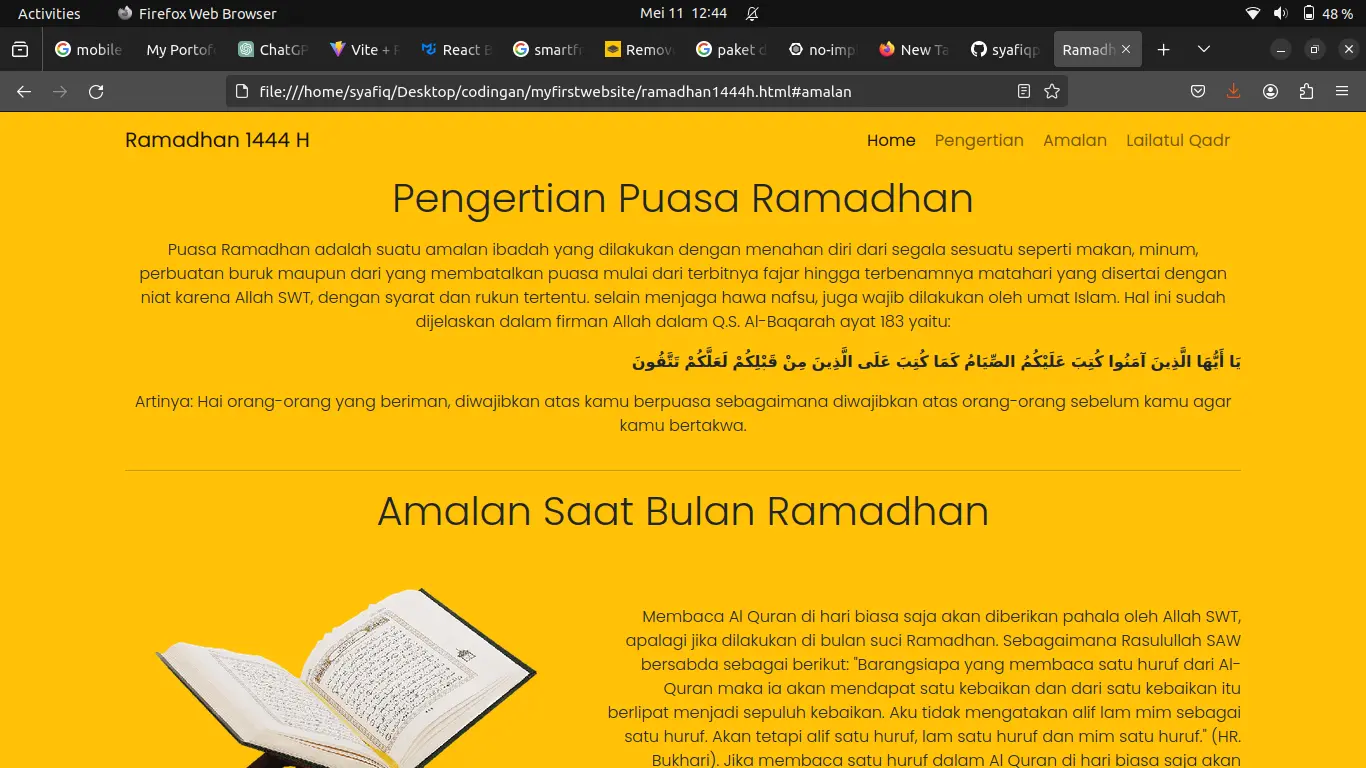 Activities
Firefox Web Browser
Mei 11 12:44
48 %
mobile
My Portof
ChatGP
Vite + R
React B
smartfr
Remov
paket d
no-imp
New Ta
syafiqp
Ramadh
file:///home/syafiq/Desktop/codingan/myfirstwebsite/ramadhan1444h.html#amalan
Ramadhan 1444 H
Home
Pengertian
Amalan
Lailatul Qadr
Pengertian Puasa Ramadhan
Puasa Ramadhan adalah suatu amalan ibadah yang dilakukan dengan menahan diri dari segala sesuatu seperti makan, minum,
perbuatan buruk maupun dari yang membatalkan puasa mulai dari terbitnya fajar hingga terbenamnya matahari yang disertai dengan
niat karena Allah SWT, dengan syarat dan rukun tertentu. selain menjaga hawa nafsu, juga wajib dilakukan oleh umat Islam. Hal ini sudah
dijelaskan dalam firman Allah dalam Q.S. Al-Baqarah ayat 183 yaitu:
يَا أَيُّهَا الَّذِينَ آمَنُوا كُتِبَ عَلَيْكُمُ الصِّيَامُ كَمَا كُتِبَ عَلَى الَّذِينَ مِنْ قَبْلِكُمْ لَعَلَّكُمْ تَتَّقُونَ
Artinya: Hai orang-orang yang beriman, diwajibkan atas kamu berpuasa sebagaimana diwajibkan atas orang-orang sebelum kamu agar
kamu bertakwa.
Amalan Saat Bulan Ramadhan
Membaca Al Quran di hari biasa saja akan diberikan pahala oleh Allah SWT,
apalagi jika dilakukan di bulan suci Ramadhan. Sebagaimana Rasulullah SAW
bersabda sebagai berikut: "Barangsiapa yang membaca satu huruf dari Al-
Quran maka ia akan mendapat satu kebaikan dan dari satu kebaikan itu
berlipat menjadi sepuluh kebaikan. Aku tidak mengatakan alif lam mim sebagai
satu huruf. Akan tetapi alif satu huruf, lam satu huruf dan mim satu huruf." (HR.
Bukhari). Jika membaca satu huruf dalam Al Quran di hari biasa saja akan